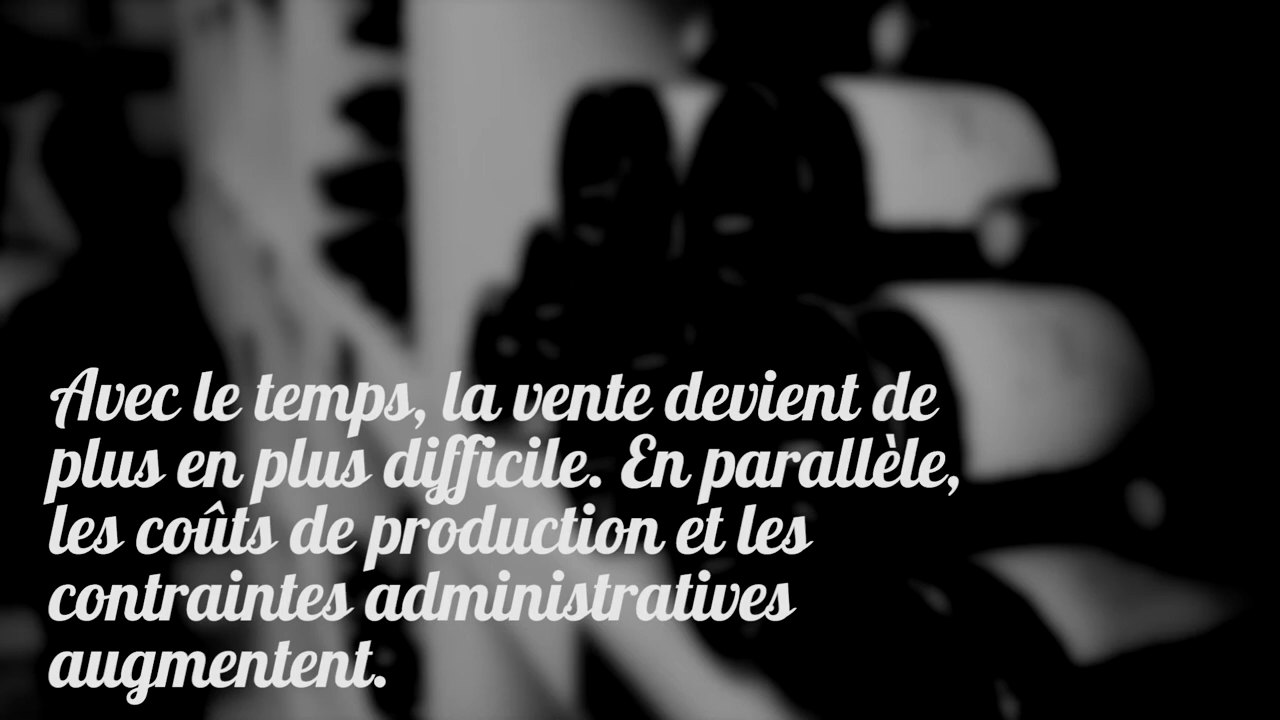 Avec le temps, la vente devient de
plus en plus difficile. En parallèle,
les coûts de production et les
contraintes administratives
augmentent.